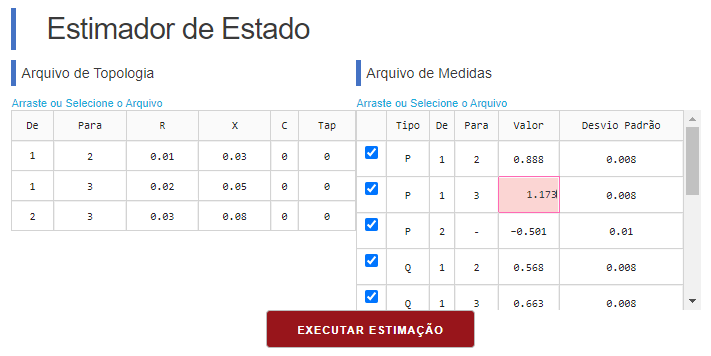 Estimador de Estado
Arquivo de Topologia
Arraste ou Selecione o Arquivo
De Para R X C Tap
1 2 0.01 0.03 0 0
1 3 0.02 0.05 0 0
2 3 0.03 0.08 0 0
Arquivo de Medidas
Arraste ou Selecione o Arquivo
Tipo De Para Valor Desvio Padrão
P 1 2 0.888 0.008
P 1 3 1.173 0.008
P 2 - -0.501 0.01
Q 1 2 0.568 0.008
Q 1 3 0.663 0.008
EXECUTAR ESTIMAÇÃO